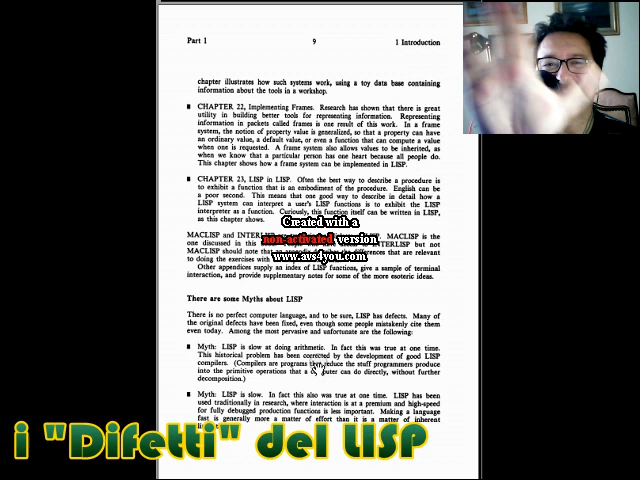 Part 1 9 1 Introduction
chapter illustrates how such systems work, using a toy data base containing
information about the tools in a workshop.
■ CHAPTER 22, Implementing Frames. Research has shown that there is great
utility in building better tools for representing information. Representing
information in packets called frames is one result of this work. In a frame
system, the notion of property value is generalized, so that a property can have
an ordinary value, a default value, or even a function that can compute a value
when one is requested. A frame system also allows values to be inherited, as
when we know that a particular person has one heart because all people do.
This chapter shows how a frame system can be implemented in LISP.
■ CHAPTER 23, LISP in LISP. Often the best way to describe a procedure is
to exhibit a function that is an embodiment of the procedure. English can be
a poor second. This means that one good way to describe in detail how a
LISP system can interpret a user's LISP functions is to exhibit the LISP
interpreter as a function. Curiously, this function itself can be written in LISP,
as this chapter shows.
Created with a
non-activated version
www.avs4you.com
MACLISP and INTERLISP LISP. MACLISP is the
one discussed in this INTERLISP but not
MACLISP should note that differences that are relevant
to doing the exercises with
Other appendices supply an index of LISP functions, give a sample of terminal
interaction, and provide supplementary notes for some of the more esoteric ideas.
There are some Myths about LISP
There is no perfect computer language, and to be sure, LISP has defects. Many of
the original defects have been fixed, even though some people mistakenly cite them
even today. Among the most pervasive and unfortunate are the following:
■ Myth: LISP is slow at doing arithmetic. In fact this was true at one time.
This historical problem has been corrected by the development of good LISP
compilers. (Compilers are programs that reduce the stuff programmers produce
into the primitive operations that a computer can do directly, without further
decomposition.)
■ Myth: LISP is slow. In fact this also was true at one time. LISP has been
used traditionally in research, where interaction is at a premium and high-speed
for fully debugged production functions is less important. Making a language
fast is generally more a matter of effort than it is a matter of inherent
i "Difetti" del LISP